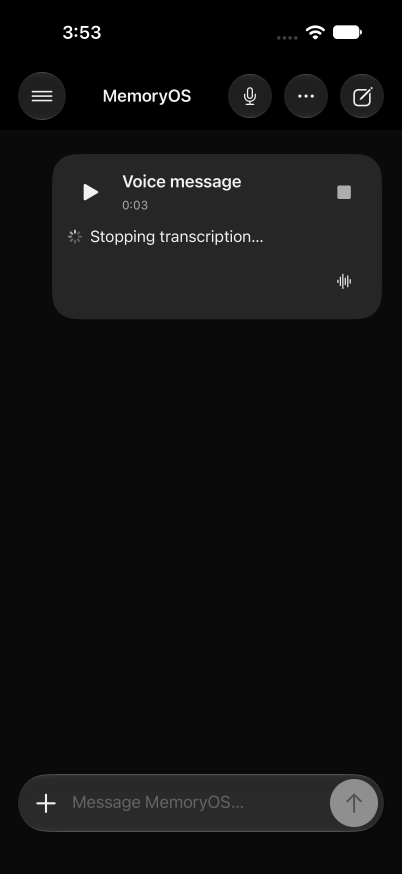 3:53
MemoryOS
Voice message
0:03
Stopping transcription...
Message MemoryOS...